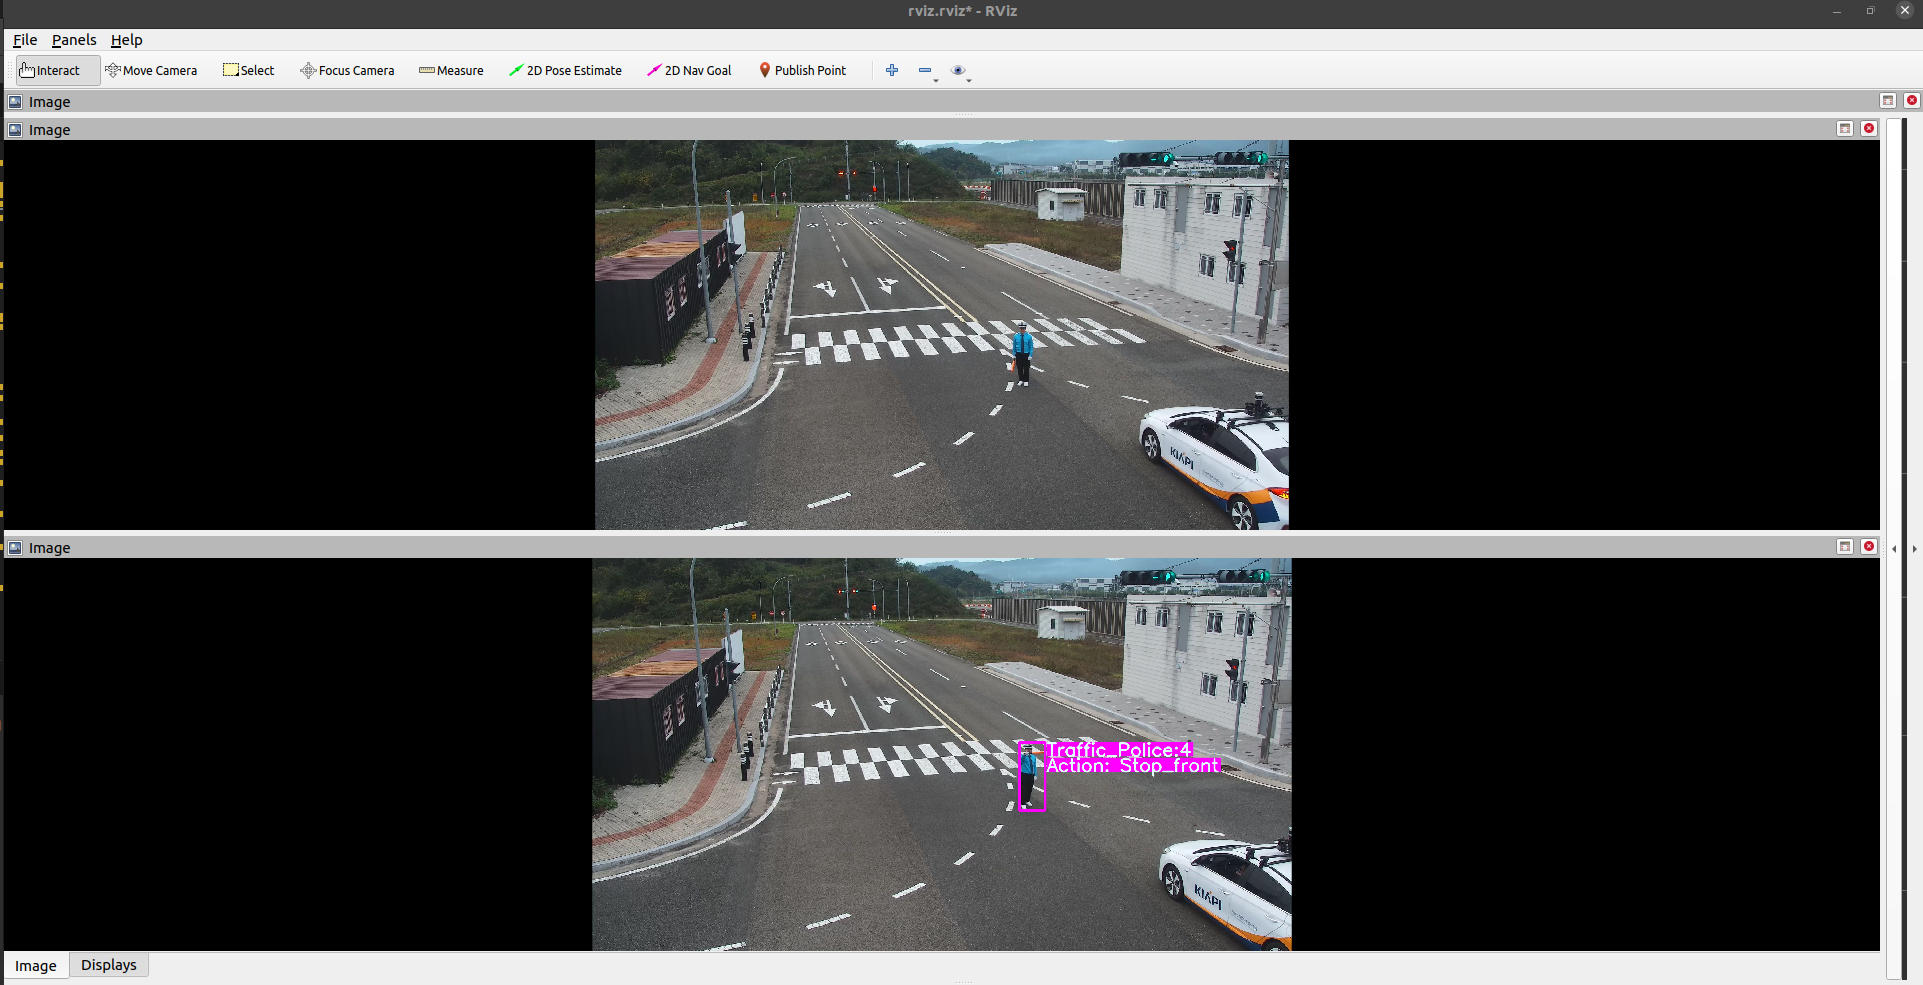 rviz.rviz* - RViz
File Panels Help
Interact Move Camera Select Focus Camera Measure 2D Pose Estimate 2D Nav Goal Publish Point
Image
Image
KIAPI
Image
Traffic_Police:4
Action: Stop_front
KIAPI
Image Displays